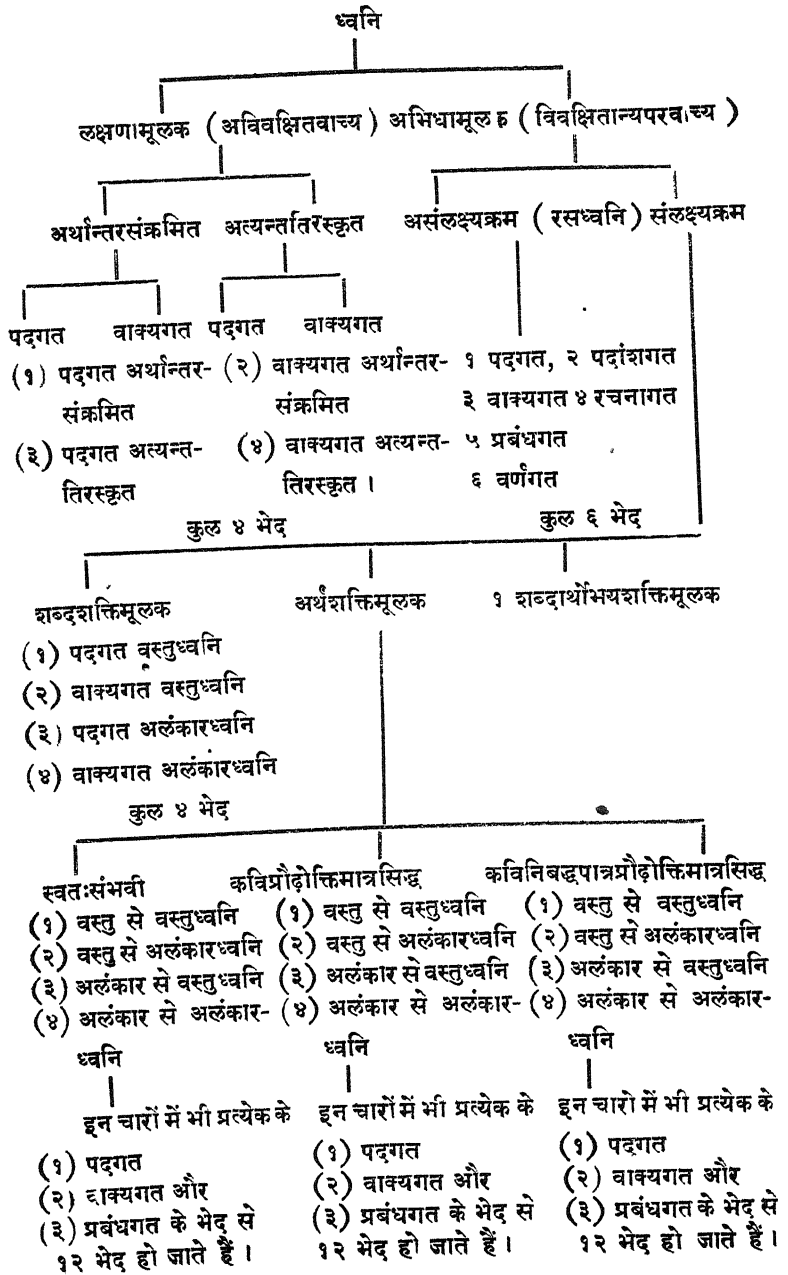 ध्वनि
लक्षणामूलक (अविवक्षितवाच्य) अभिधामूलक (विवक्षितान्यपरवाच्य)
अर्थान्तरसंक्रमित अत्यन्तातिरस्कृत असंलक्ष्यक्रम (रसध्वनि) संलक्ष्यक्रम
पदगत वाक्यगत पदगत वाक्यगत
(१) पदगत अर्थान्तर- (२) वाक्यगत अर्थान्तर- १ पदगत, २ पदांशगत
संक्रमित संक्रमित ३ वाक्यगत ४ रचनागत
(३) पदगत अत्यन्त- (४) वाक्यगत अत्यन्त- ५ प्रबंधगत
तिरस्कृत तिरस्कृत । ६ वर्णगत
कुल ४ भेद कुल ६ भेद
शब्दशक्तिमूलक अर्थशक्तिमूलक १ शब्दार्थोभयशक्तिमूलक
(१) पदगत वस्तुध्वनि
(२) वाक्यगत वस्तुध्वनि
(३) पदगत अलंकारध्वनि
(४) वाक्यगत अलंकारध्वनि
कुल ४ भेद
स्वतःसंभवी कविप्रौढ़ोक्तिमात्रसिद्ध कविनिबद्धपात्रप्रौढ़ोक्तिमात्रसिद्ध
(१) वस्तु से वस्तुध्वनि (१) वस्तु से वस्तुध्वनि (१) वस्तु से वस्तुध्वनि
(२) वस्तु से अलंकारध्वनि (२) वस्तु से अलंकारध्वनि (२) वस्तु से अलंकारध्वनि
(३) अलंकार से वस्तुध्वनि (३) अलंकार से वस्तुध्वनि (३) अलंकार से वस्तुध्वनि
(४) अलंकार से अलंकार- (४) अलंकार से अलंकार- (४) अलंकार से अलंकार-
ध्वनि ध्वनि ध्वनि
इन चारों में भी प्रत्येक के इन चारों में भी प्रत्येक के इन चारो में भी प्रत्येक के
(१) पदगत (१) पदगत (१) पदगत
(२) वाक्यगत और (२) वाक्यगत और (२) वाक्यगत और
(३) प्रबंधगत के भेद से (३) प्रबंधगत के भेद से (३) प्रबंधगत के भेद से
१२ भेद हो जाते हैं । १२ भेद हो जाते हैं । १२ भेद हो जाते हैं ।